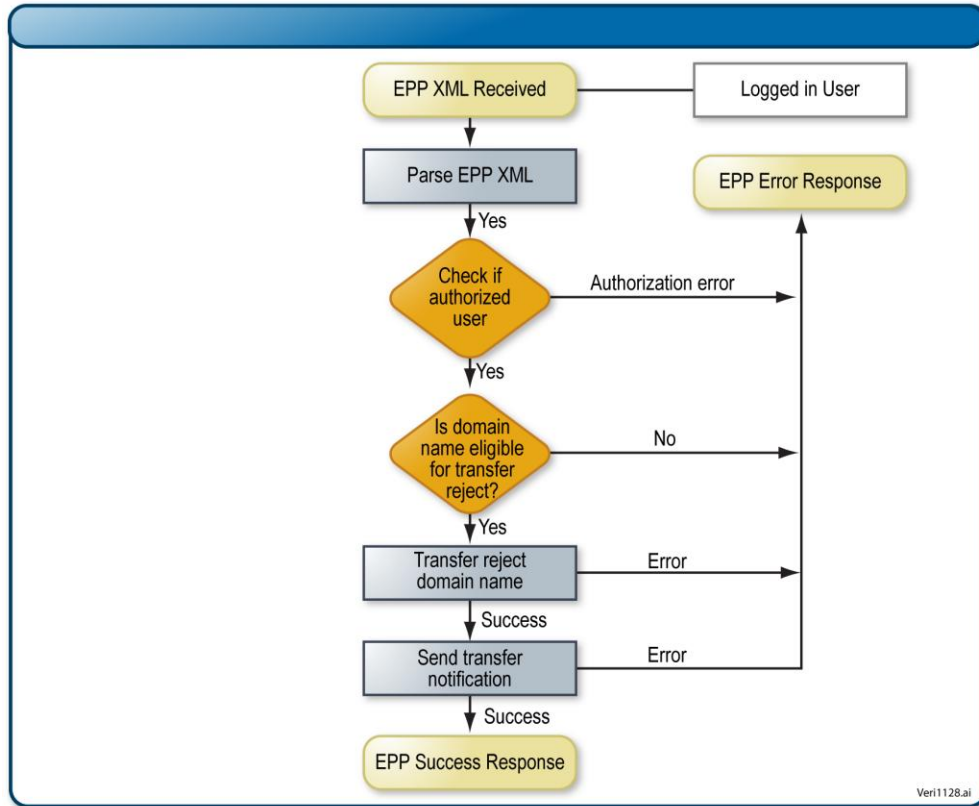 EPP XML Received
Logged in User
Parse EPP XML
EPP Error Response
Yes
Check if
authorized
user
Authorization error
Yes
Is domain
name eligible
for transfer
reject?
No
Yes
Transfer reject
domain name
Error
Success
Send transfer
notification
Error
Success
EPP Success Response
Veri1128.ai